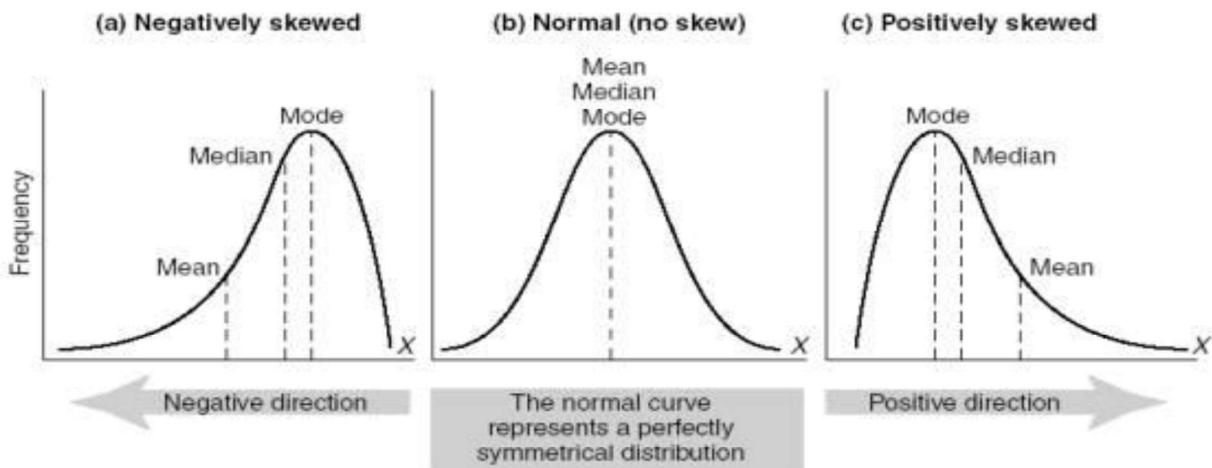 (a) Negatively skewed
(b) Normal (no skew)
(c) Positively skewed
Frequency
Mean
Median
Mode
X
Mean
Median
Mode
X
Mode
Median
Mean
X
Negative direction
The normal curve
represents a perfectly
symmetrical distribution
Positive direction